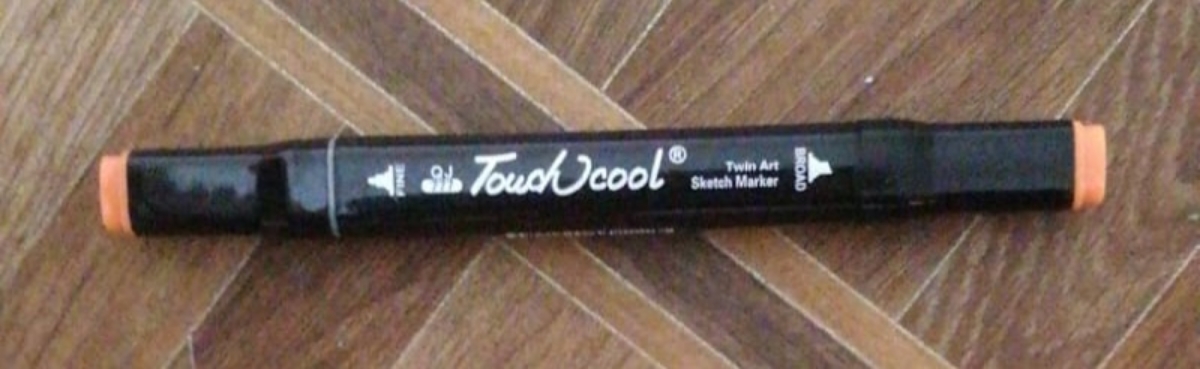 FINE
TouchCool®
Twin Art
Sketch Marker
BROAD